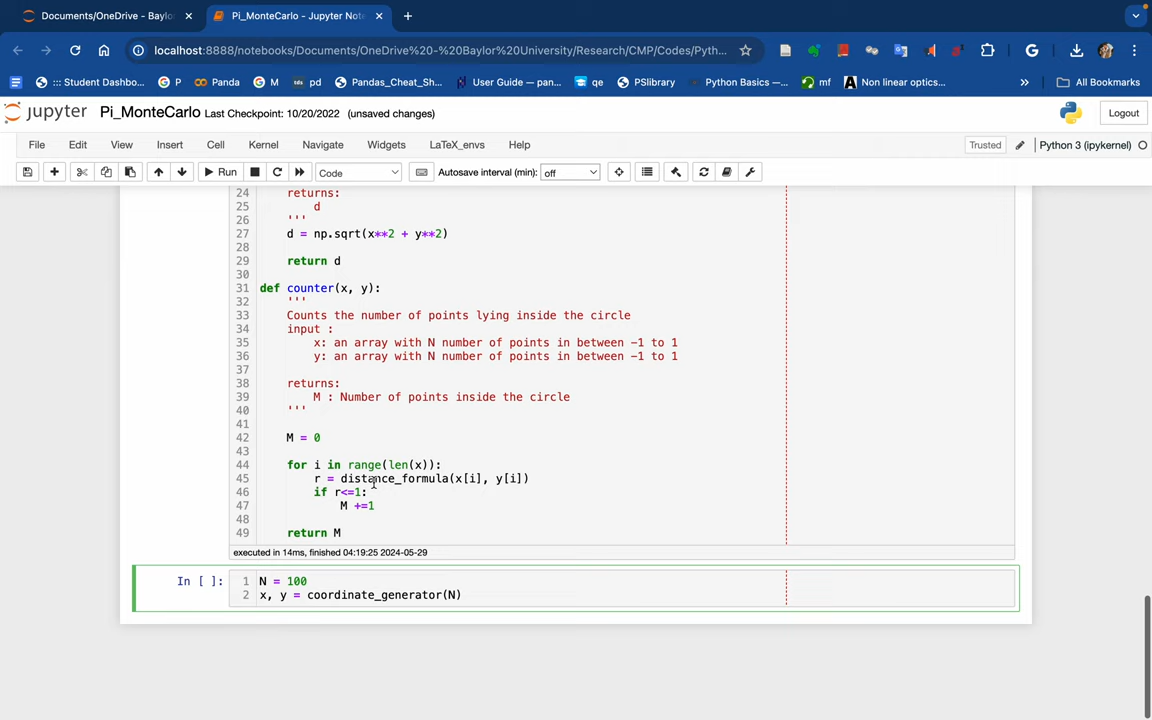 Documents/OneDrive - Baylo
Pi_MonteCarlo - Jupyter Not
localhost:8888/notebooks/Documents/OneDrive%20-%20Baylor%20University/Research/CMP/Codes/Pyth...
::: Student Dashbo...
P
Panda
M
pd
Pandas_Cheat_Sh...
User Guide — pan...
qe
PSlibrary
Python Basics —...
mf
Non linear optics...
»
All Bookmarks
jupyter Pi_MonteCarlo Last Checkpoint: 10/20/2022 (unsaved changes)
Logout
File Edit View Insert Cell Kernel Navigate Widgets LaTeX_envs Help
Trusted
Python 3 (ipykernel)
Run
Code
Autosave interval (min): off
24 returns:
25 d
26 '''
27 d = np.sqrt(x**2 + y**2)
28
29 return d
30
31 def counter(x, y):
32 '''
33 Counts the number of points lying inside the circle
34 input :
35 x: an array with N number of points in between -1 to 1
36 y: an array with N number of points in between -1 to 1
37
38 returns:
39 M : Number of points inside the circle
40 '''
41
42 M = 0
43
44 for i in range(len(x)):
45 r = distance_formula(x[i], y[i])
46 if r<=1:
47 M +=1
48
49 return M
executed in 14ms, finished 04:19:25 2024-05-29
In [ ]:
1 N = 100
2 x, y = coordinate_generator(N)